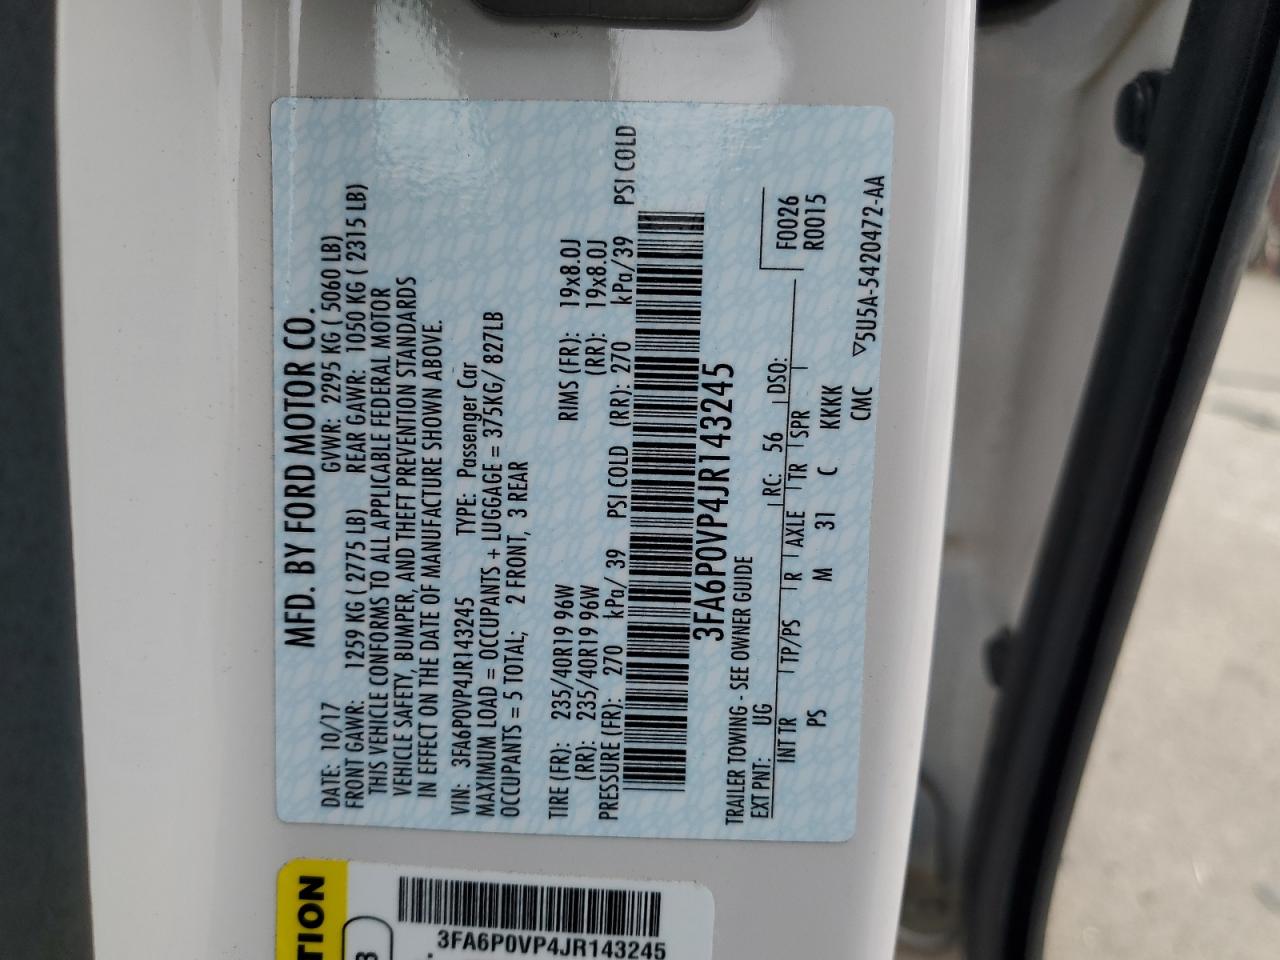 MFD. BY FORD MOTOR CO.
DATE: 10/17 GVWR: 2295 KG ( 5060 LB)
FRONT GAWR: 1259 KG ( 2775 LB) REAR GAWR: 1050 KG ( 2315 LB)
THIS VEHICLE CONFORMS TO ALL APPLICABLE FEDERAL MOTOR
VEHICLE SAFETY, BUMPER, AND THEFT PREVENTION STANDARDS
IN EFFECT ON THE DATE OF MANUFACTURE SHOWN ABOVE.
VIN: 3FA6P0VP4JR143245 TYPE: Passenger Car
MAXIMUM LOAD = OCCUPANTS + LUGGAGE = 375KG/ 827LB
OCCUPANTS = 5 TOTAL; 2 FRONT, 3 REAR
TIRE (FR): 235/40R19 96W RIMS (FR): 19x8.0J
(RR): 235/40R19 96W (RR): 19x8.0J
PRESSURE (FR): 270 kPa/ 39 PSI COLD (RR): 270 kPa/39 PSI COLD
3FA6P0VP4JR143245
TRAILER TOWING - SEE OWNER GUIDE
EXT PNT: UG RC: 56 DSO: F0026
R0015
INT TR TP/PS R AXLE TR SPR
PS M 31 C KKKK
CMC ▽5U5A-5420472-AA
TION
3FA6P0VP4JR143245